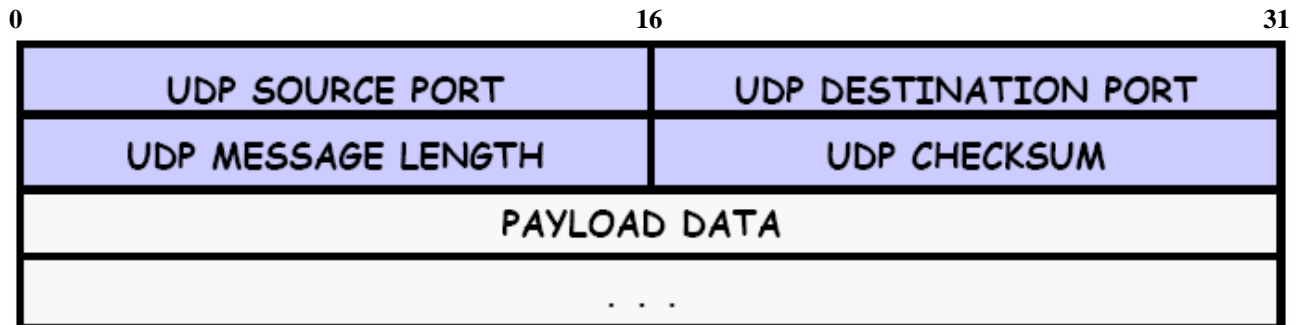 0 16 31
UDP SOURCE PORT UDP DESTINATION PORT
UDP MESSAGE LENGTH UDP CHECKSUM
PAYLOAD DATA
. . .